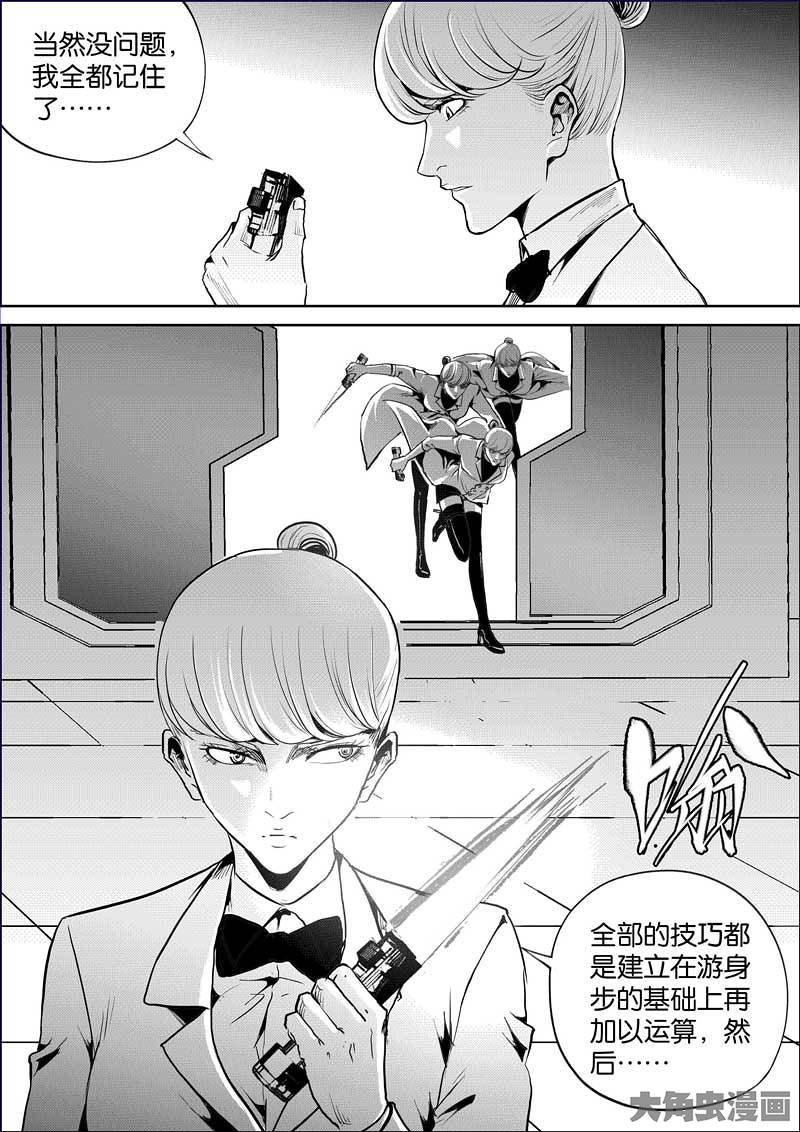 当然没问题，
我全都记住
了……
嗡
全部的技巧都
是建立在游身
步的基础上再
加以运算，然
后……
大角虫漫画